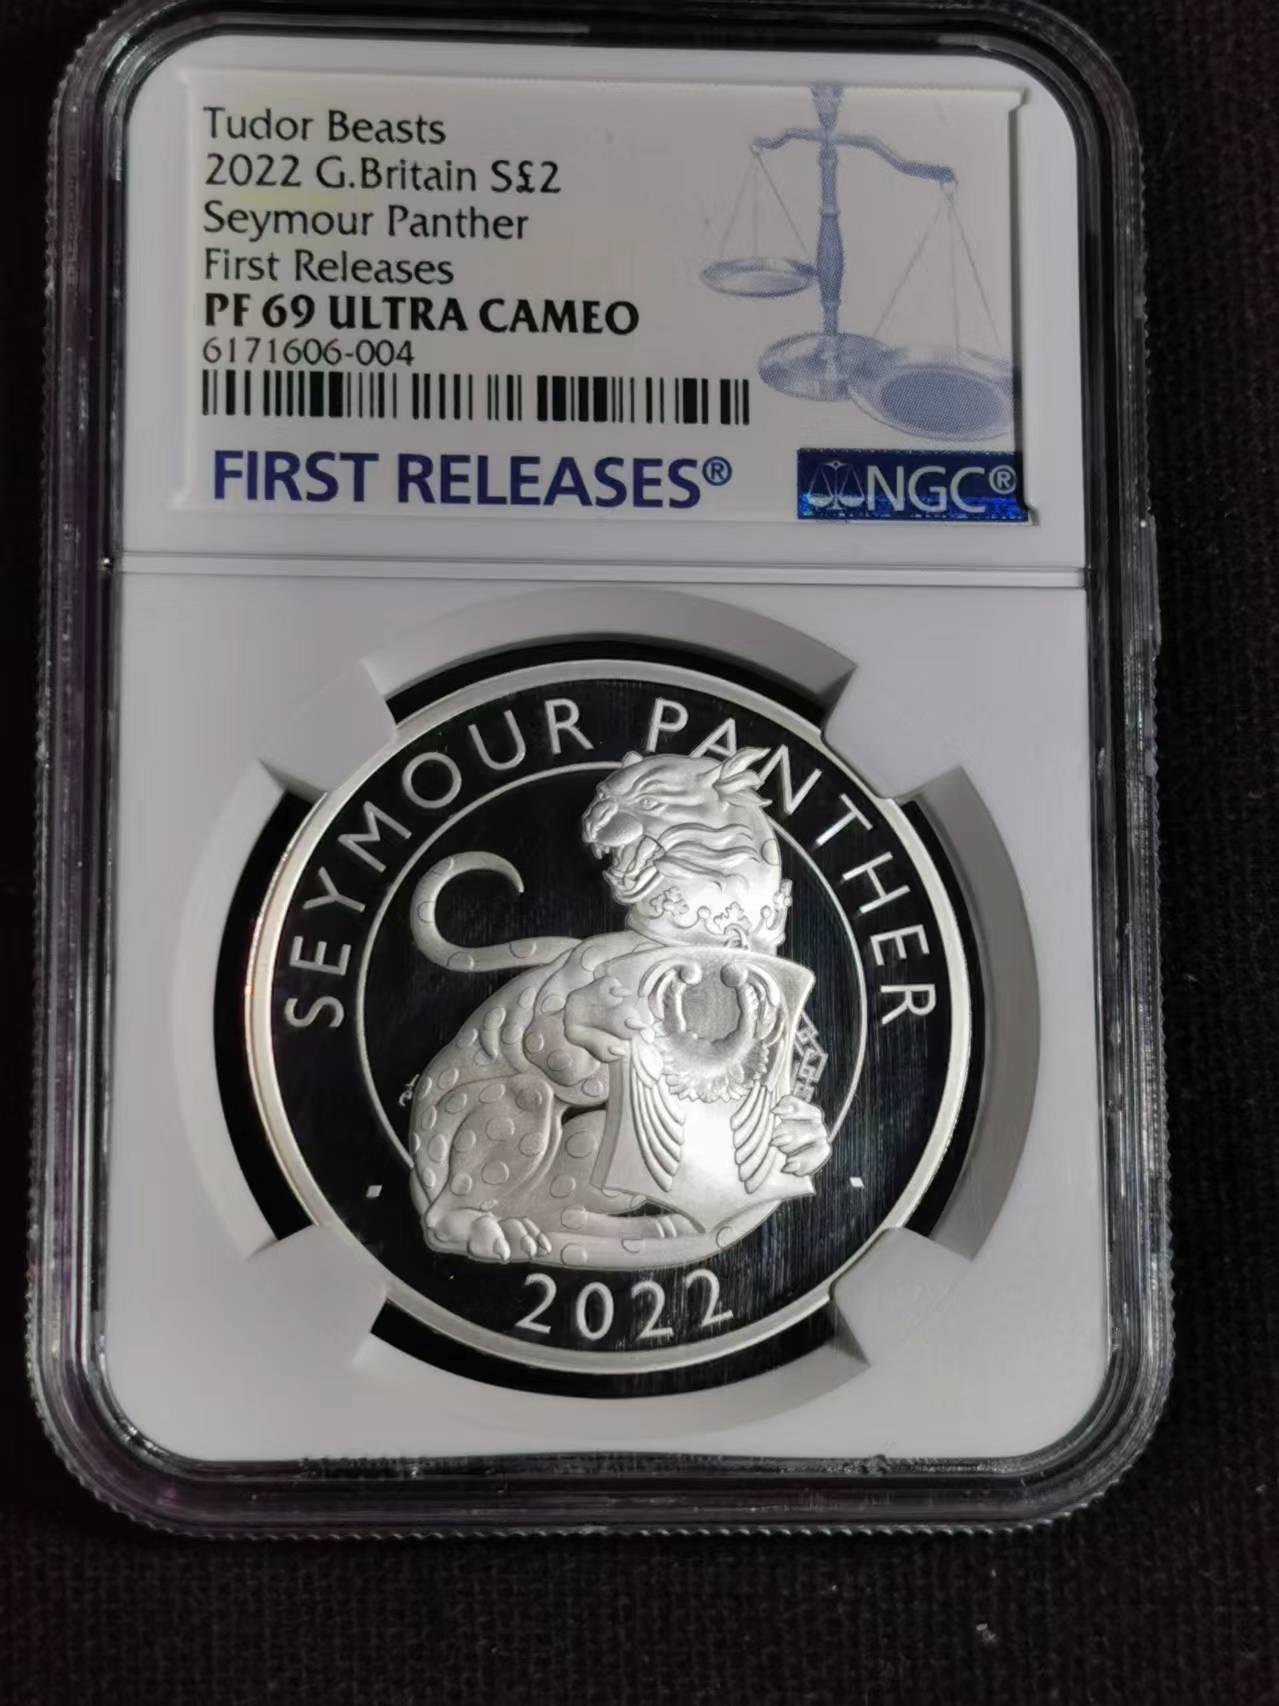 Tudor Beasts
2022 G.Britain S£2
Seymour Panther
First Releases
PF 69 ULTRA CAMEO
6171606-004
FIRST RELEASES®
NGC®
SEYMOUR PANTHER
2022